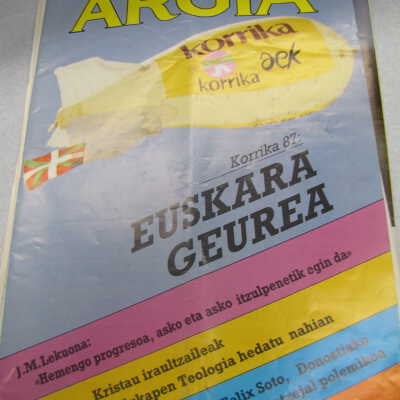 ARGIA
korrika
korrika
aek
Korrika 87:
EUSKARA
GEUREA
J.M.Lekuona:
«Hemengo progresoa, asko eta asko itzulpenetik egin da»
Kristau iraultzaileak
Teologia hedatu nahian
Felix Soto, Donostiako
polemikoa